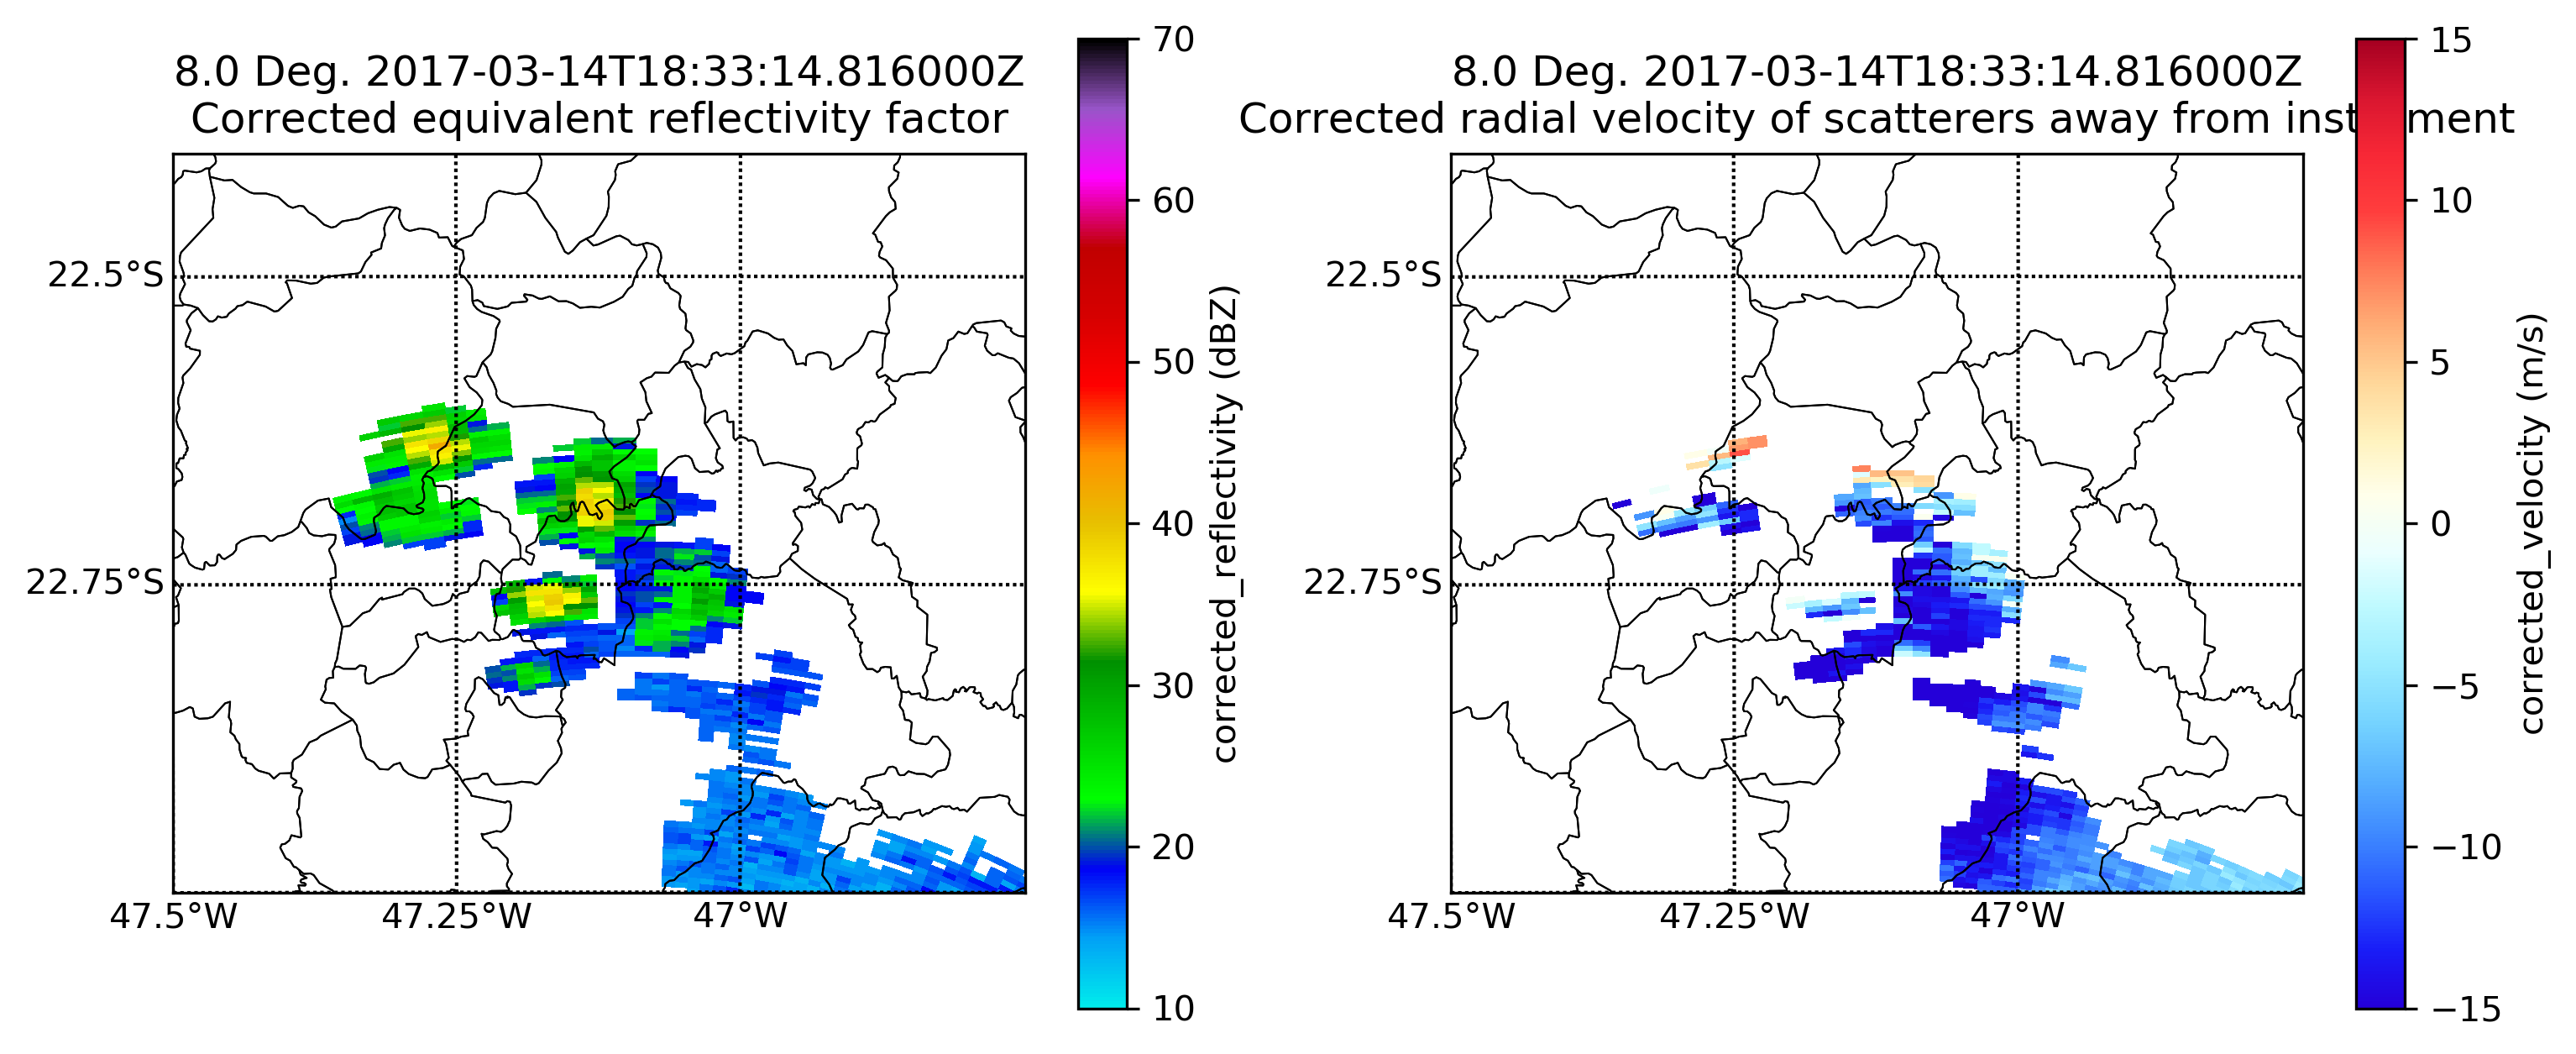 8.0 Deg. 2017-03-14T18:33:14.816000Z
Corrected equivalent reflectivity factor
22.5°S
22.75°S
47.5°W
47.25°W
47°W
70
60
50
40
30
20
10
corrected_reflectivity (dBZ)
8.0 Deg. 2017-03-14T18:33:14.816000Z
Corrected radial velocity of scatterers away from inst ment
22.5°S
22.75°S
47.5°W
47.25°W
47°W
15
10
5
0
−5
−10
−15
corrected_velocity (m/s)